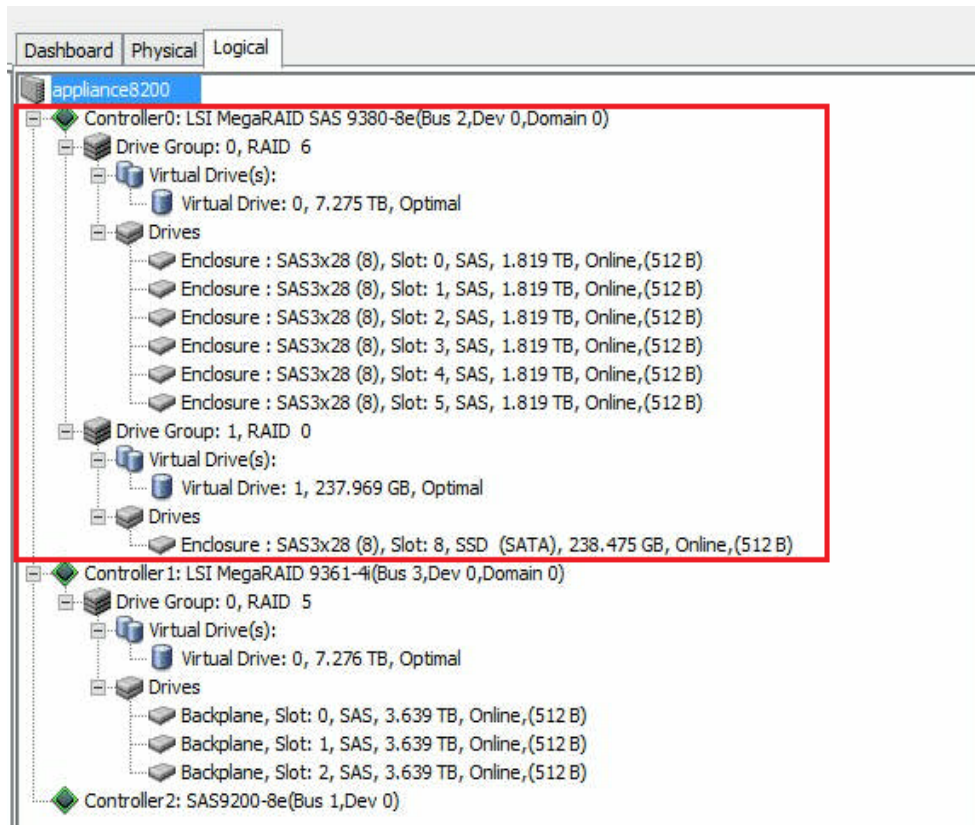 Dashboard Physical Logical
appliance8200
Controller0: LSI MegaRAID SAS 9380-8e(Bus 2,Dev 0,Domain 0)
Drive Group: 0, RAID  6
Virtual Drive(s):
Virtual Drive: 0, 7.275 TB, Optimal
Drives
Enclosure : SAS3x28 (8), Slot: 0, SAS, 1.819 TB, Online,(512 B)
Enclosure : SAS3x28 (8), Slot: 1, SAS, 1.819 TB, Online,(512 B)
Enclosure : SAS3x28 (8), Slot: 2, SAS, 1.819 TB, Online,(512 B)
Enclosure : SAS3x28 (8), Slot: 3, SAS, 1.819 TB, Online,(512 B)
Enclosure : SAS3x28 (8), Slot: 4, SAS, 1.819 TB, Online,(512 B)
Enclosure : SAS3x28 (8), Slot: 5, SAS, 1.819 TB, Online,(512 B)
Drive Group: 1, RAID  0
Virtual Drive(s):
Virtual Drive: 1, 237.969 GB, Optimal
Drives
Enclosure : SAS3x28 (8), Slot: 8, SSD  (SATA), 238.475 GB, Online,(512 B)
Controller1: LSI MegaRAID 9361-4i(Bus 3,Dev 0,Domain 0)
Drive Group: 0, RAID  5
Virtual Drive(s):
Virtual Drive: 0, 7.276 TB, Optimal
Drives
Backplane, Slot: 0, SAS, 3.639 TB, Online,(512 B)
Backplane, Slot: 1, SAS, 3.639 TB, Online,(512 B)
Backplane, Slot: 2, SAS, 3.639 TB, Online,(512 B)
Controller2: SAS9200-8e(Bus 1,Dev 0)